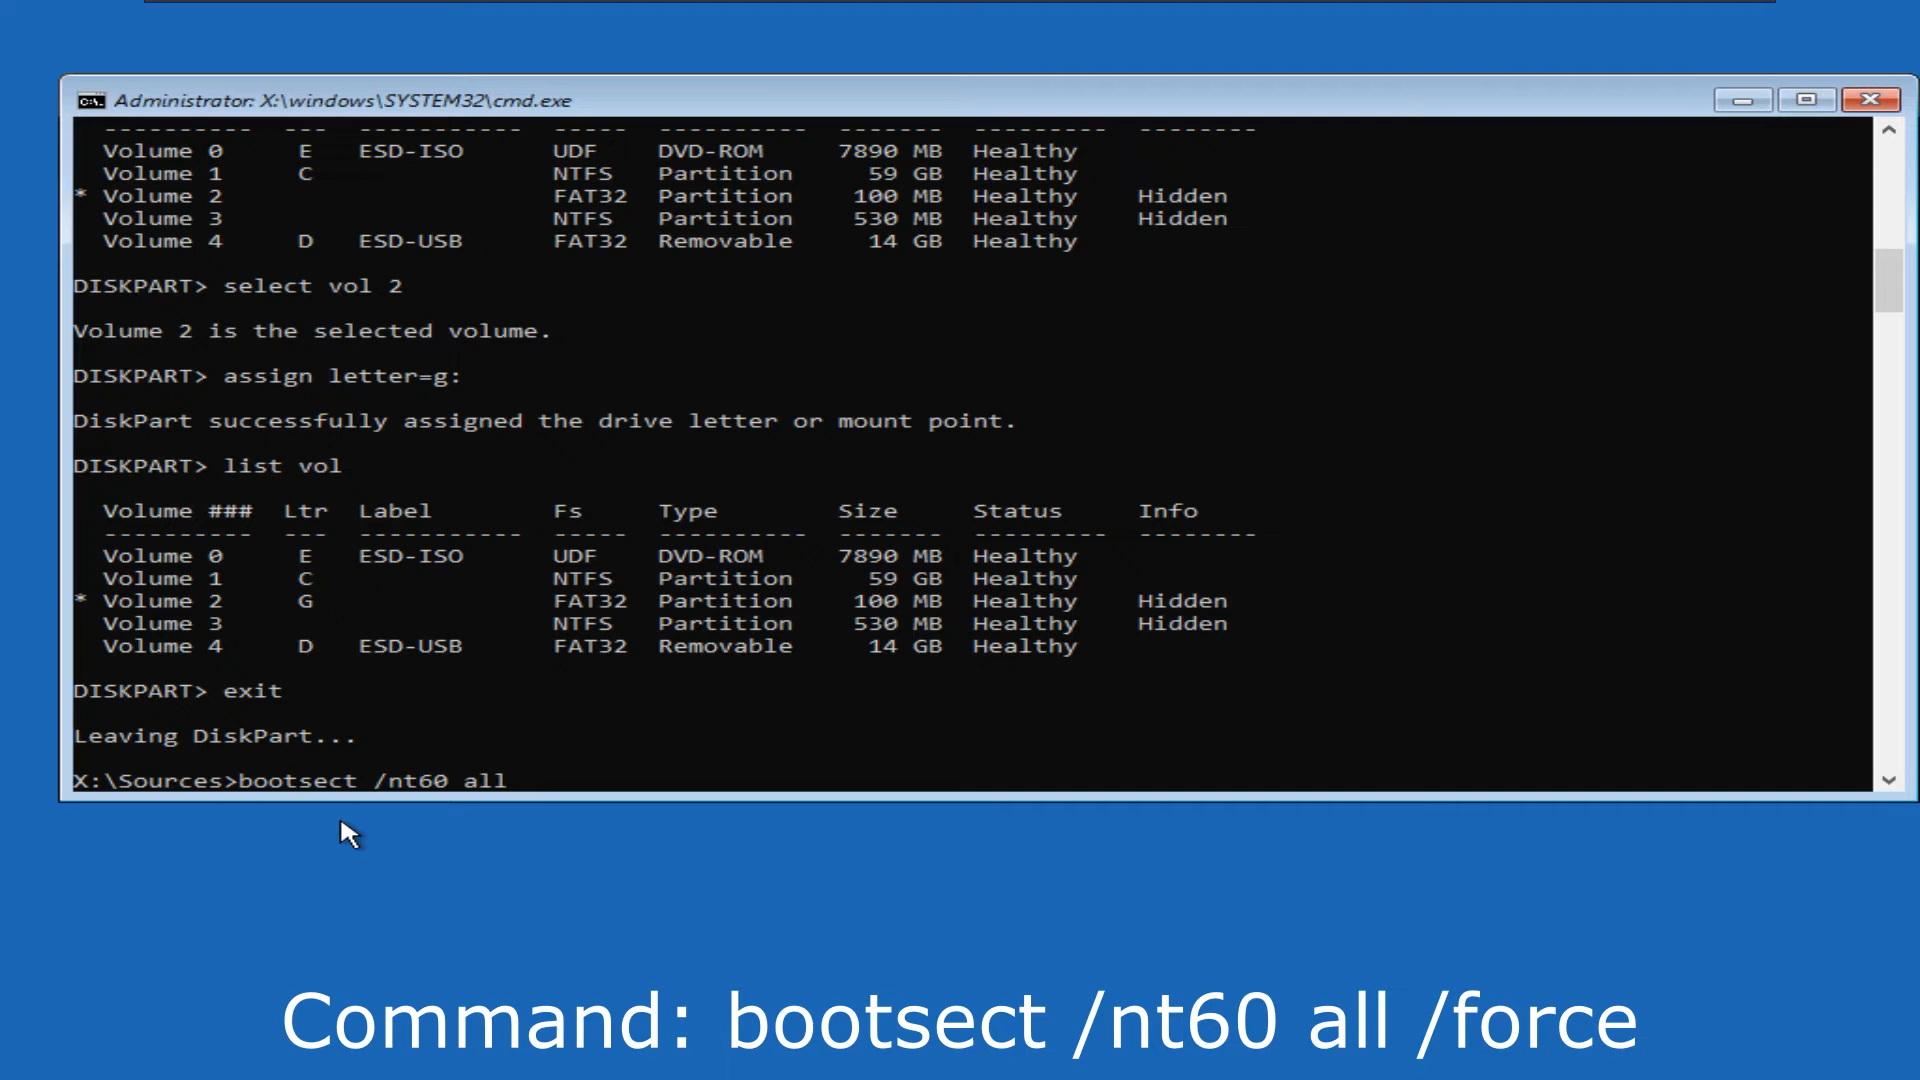 Administrator: X:\windows\SYSTEM32\cmd.exe
---------- --- ----------- ----- ---------- ------- --------- --------
Volume 0 E ESD-ISO UDF DVD-ROM 7890 MB Healthy
Volume 1 C NTFS Partition 59 GB Healthy
* Volume 2 FAT32 Partition 100 MB Healthy Hidden
Volume 3 NTFS Partition 530 MB Healthy Hidden
Volume 4 D ESD-USB FAT32 Removable 14 GB Healthy
DISKPART> select vol 2
Volume 2 is the selected volume.
DISKPART> assign letter=g:
DiskPart successfully assigned the drive letter or mount point.
DISKPART> list vol
Volume ### Ltr Label Fs Type Size Status Info
---------- --- ----------- ----- ---------- ------- --------- --------
Volume 0 E ESD-ISO UDF DVD-ROM 7890 MB Healthy
Volume 1 C NTFS Partition 59 GB Healthy
* Volume 2 G FAT32 Partition 100 MB Healthy Hidden
Volume 3 NTFS Partition 530 MB Healthy Hidden
Volume 4 D ESD-USB FAT32 Removable 14 GB Healthy
DISKPART> exit
Leaving DiskPart...
X:\Sources>bootsect /nt60 all
Command: bootsect /nt60 all /force